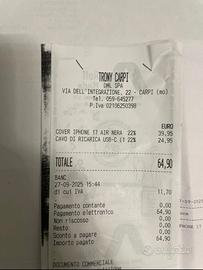 TRONY CARPI
DML SPA
VIA DELL'INTEGRAZIONE, 22 - CARPI (mo)
Tel. 059-645277
P.Iva 02196250398
EURO
COVER IPHONE 17 AIR NERA 22% 39,95
CAVO DI RICARICA USB-C (1 22% 24,95
TOTALE 64,90
BANC
27-09-2025 15:44
di cui IVA 11,70
Pagamento contante 0,00
Pagamento elettronico 64,90
Non riscosso 0,00
Resto 0,00
Sconto a pagare 0,00
Importo pagato 64,90
DOCUMENTO COMMERCIALE